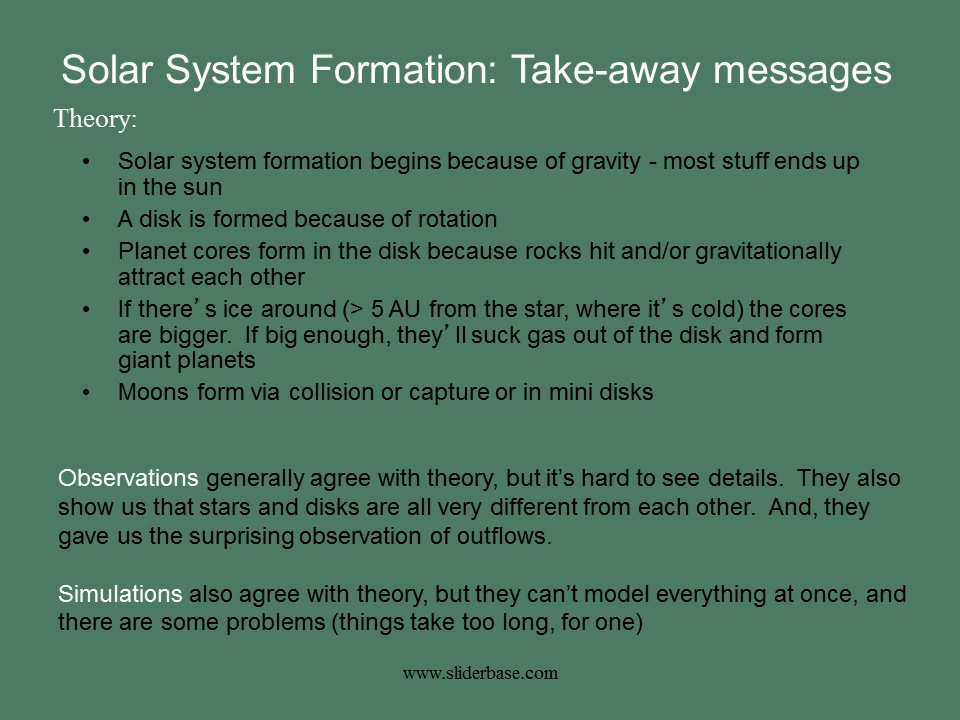 Solar System Formation: Take-away messages
Theory:
• Solar system formation begins because of gravity - most stuff ends up
in the sun
• A disk is formed because of rotation
• Planet cores form in the disk because rocks hit and/or gravitationally
attract each other
• If there’s ice around (> 5 AU from the star, where it’s cold) the cores
are bigger.  If big enough, they’ll suck gas out of the disk and form
giant planets
• Moons form via collision or capture or in mini disks
Observations generally agree with theory, but it’s hard to see details.  They also
show us that stars and disks are all very different from each other.  And, they
gave us the surprising observation of outflows.
Simulations also agree with theory, but they can’t model everything at once, and
there are some problems (things take too long, for one)
www.sliderbase.com